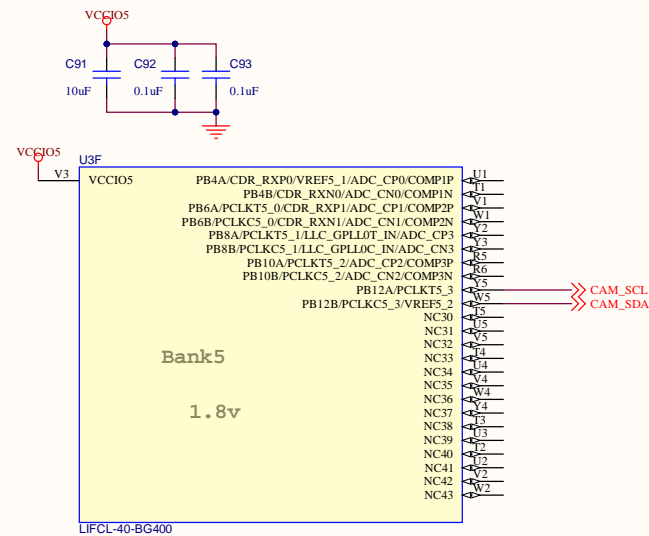 VCCIO5
C91
C92
C93
10uF
0.1uF
0.1uF
VCCIO5
U3F
V3
VCCIO5
PB4A/CDR_RXP0/VREF5_1/ADC_CP0/COMP1P U1
PB4B/CDR_RXN0/ADC_CN0/COMP1N T1
PB6A/PCLKT5_0/CDR_RXP1/ADC_CP1/COMP2P V1
PB6B/PCLKC5_0/CDR_RXN1/ADC_CN1/COMP2N W1
PB8A/PCLKT5_1/LLC_GPLL0T_IN/ADC_CP3 Y2
PB8B/PCLKC5_1/LLC_GPLL0C_IN/ADC_CN3 Y3
PB10A/PCLKT5_2/ADC_CP2/COMP3P R5
PB10B/PCLKC5_2/ADC_CN2/COMP3N R6
PB12A/PCLKT5_3 Y5 CAM_SCL
PB12B/PCLKC5_3/VREF5_2 W5 CAM_SDA
NC30 T5
NC31 U5
NC32 V5
NC33 T4
NC34 U4
NC35 V4
NC36 W4
NC37 Y4
NC38 T3
NC39 U3
NC40 T2
NC41 U2
NC42 V2
NC43 W2
Bank5
1.8v
LIFCL-40-BG400